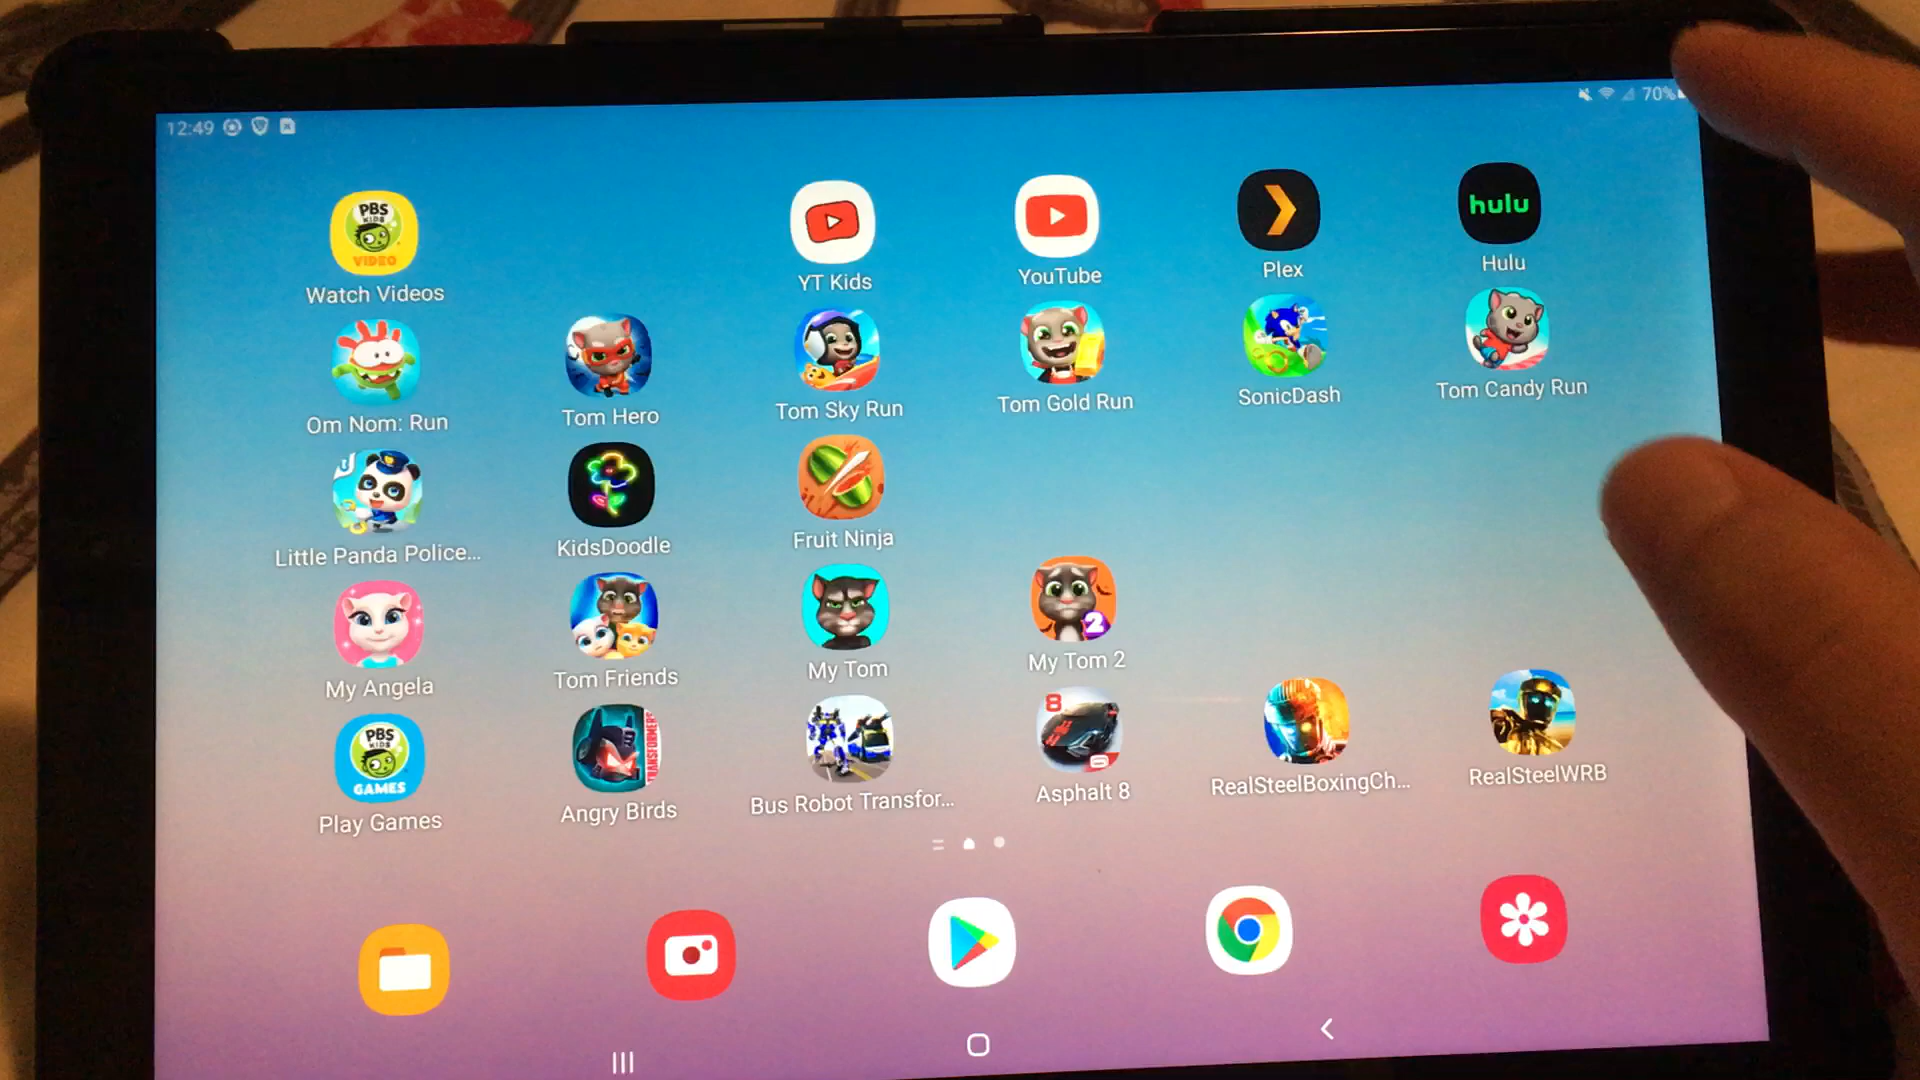 12:49
70%
PBS
KIDS
VIDEO
hulu
Watch Videos
YT Kids
YouTube
Plex
Hulu
Om Nom: Run
Tom Hero
Tom Sky Run
Tom Gold Run
SonicDash
Tom Candy Run
Little Panda Police...
KidsDoodle
Fruit Ninja
2
My Angela
Tom Friends
My Tom
My Tom 2
PBS
KIDS
GAMES
TRANSFORMERS
8
Play Games
Angry Birds
Bus Robot Transfor...
Asphalt 8
RealSteelBoxingCh...
RealSteelWRB